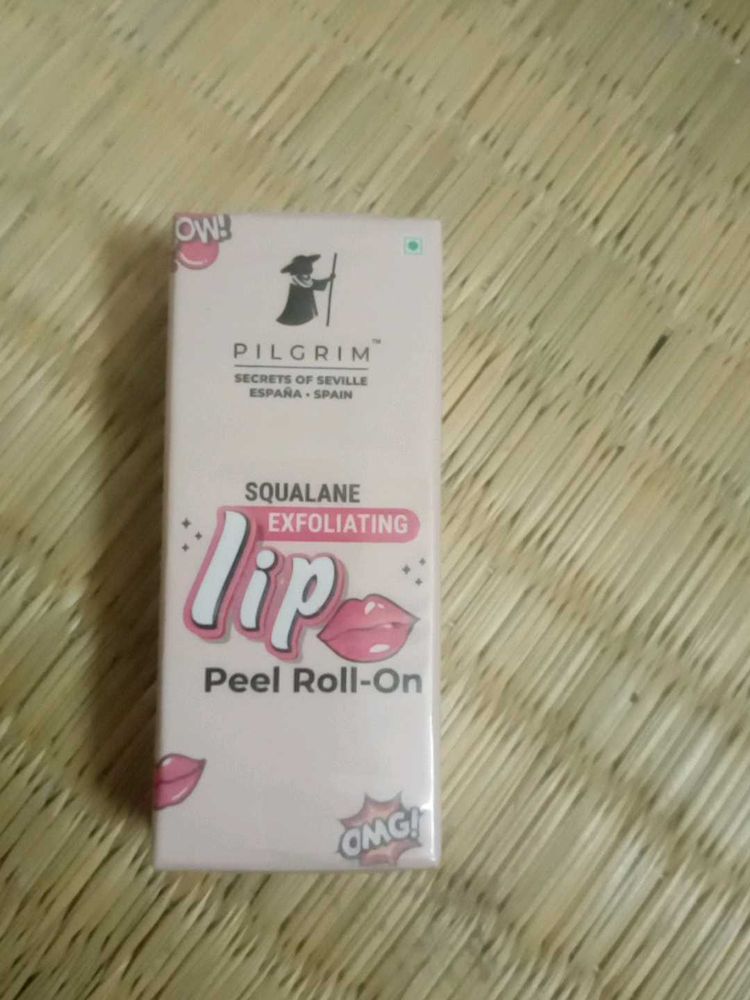 OW!
PILGRIM™
SECRETS OF SEVILLE
ESPAÑA • SPAIN
SQUALANE
EXFOLIATING
lip
Peel Roll-On
OMG!